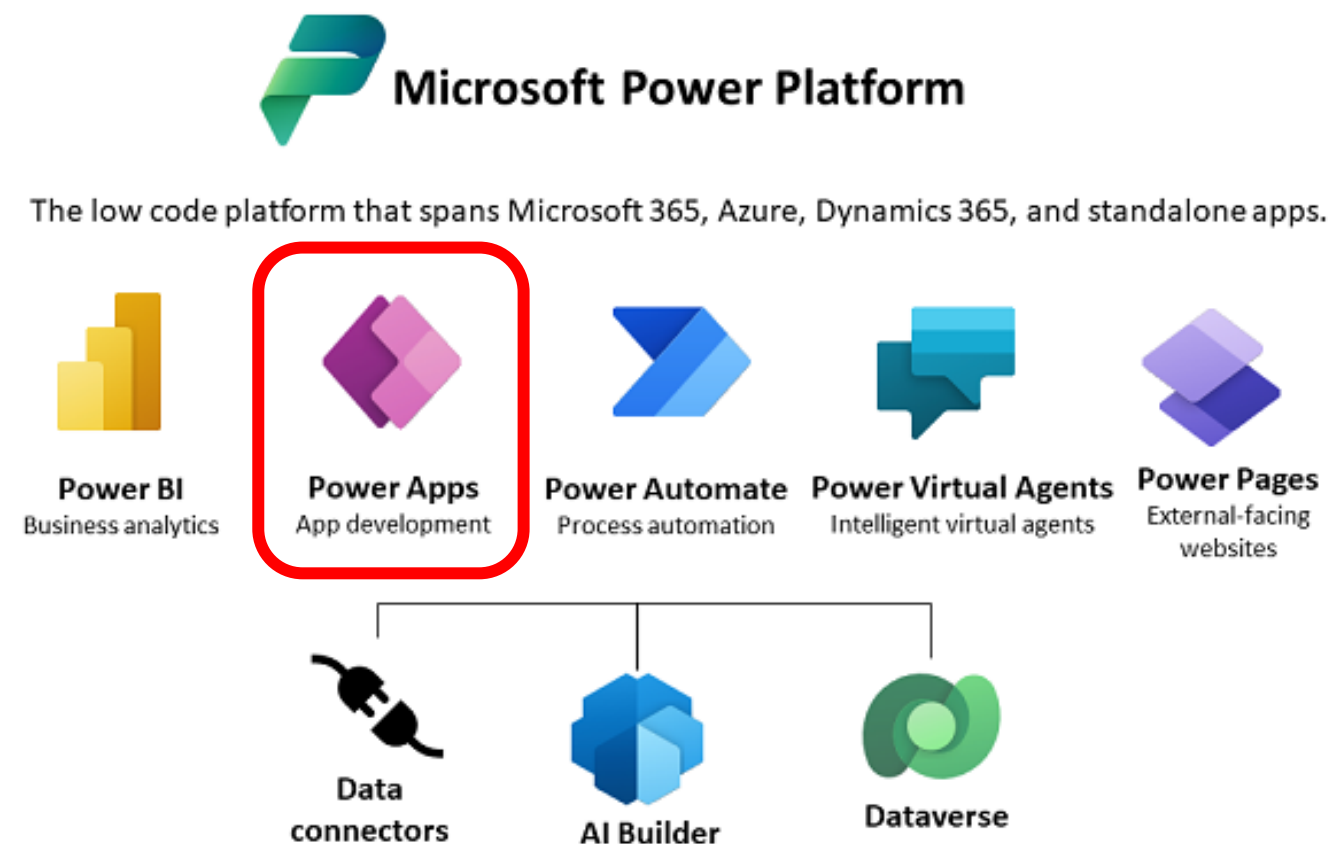 Microsoft Power Platform
The low code platform that spans Microsoft 365, Azure, Dynamics 365, and standalone apps.
Power BI
Business analytics
Power Apps
App development
Power Automate
Process automation
Power Virtual Agents
Intelligent virtual agents
Power Pages
External-facing
websites
Data
connectors
AI Builder
Dataverse